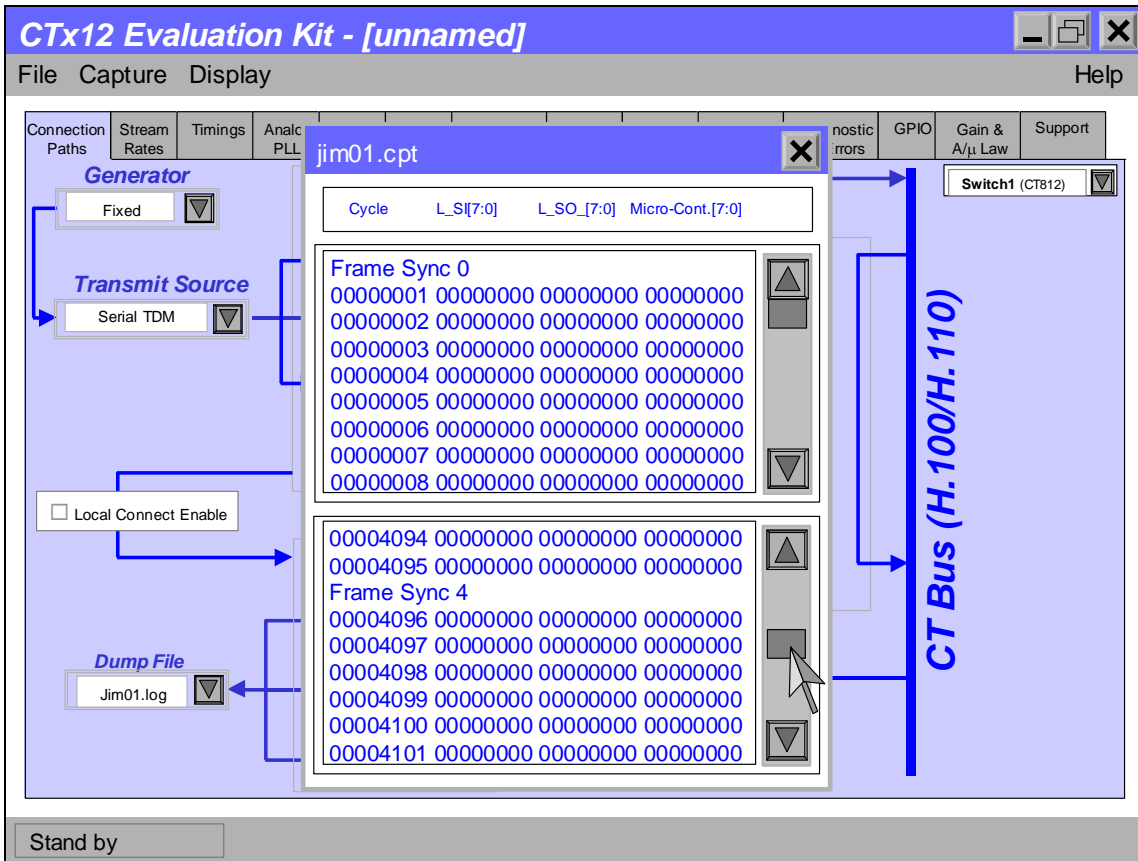 CTx12 Evaluation Kit - [unnamed]
File Capture Display Help
Connection Paths
Stream Rates
Timings
PLL
GPIO
Gain & A/μ Law
Support
Generator
Fixed
Transmit Source
Serial TDM
Local Connect Enable
Dump File
Jim01.log
jim01.cpt
Cycle L_SI[7:0] L_SO_[7:0] Micro-Cont.[7:0]
Frame Sync 0
00000001 00000000 00000000 00000000
00000002 00000000 00000000 00000000
00000003 00000000 00000000 00000000
00000004 00000000 00000000 00000000
00000005 00000000 00000000 00000000
00000006 00000000 00000000 00000000
00000007 00000000 00000000 00000000
00000008 00000000 00000000 00000000
00004094 00000000 00000000 00000000
00004095 00000000 00000000 00000000
Frame Sync 4
00004096 00000000 00000000 00000000
00004097 00000000 00000000 00000000
00004098 00000000 00000000 00000000
00004099 00000000 00000000 00000000
00004100 00000000 00000000 00000000
00004101 00000000 00000000 00000000
Switch1 (CT812)
CT Bus (H.100/H.110)
Stand by